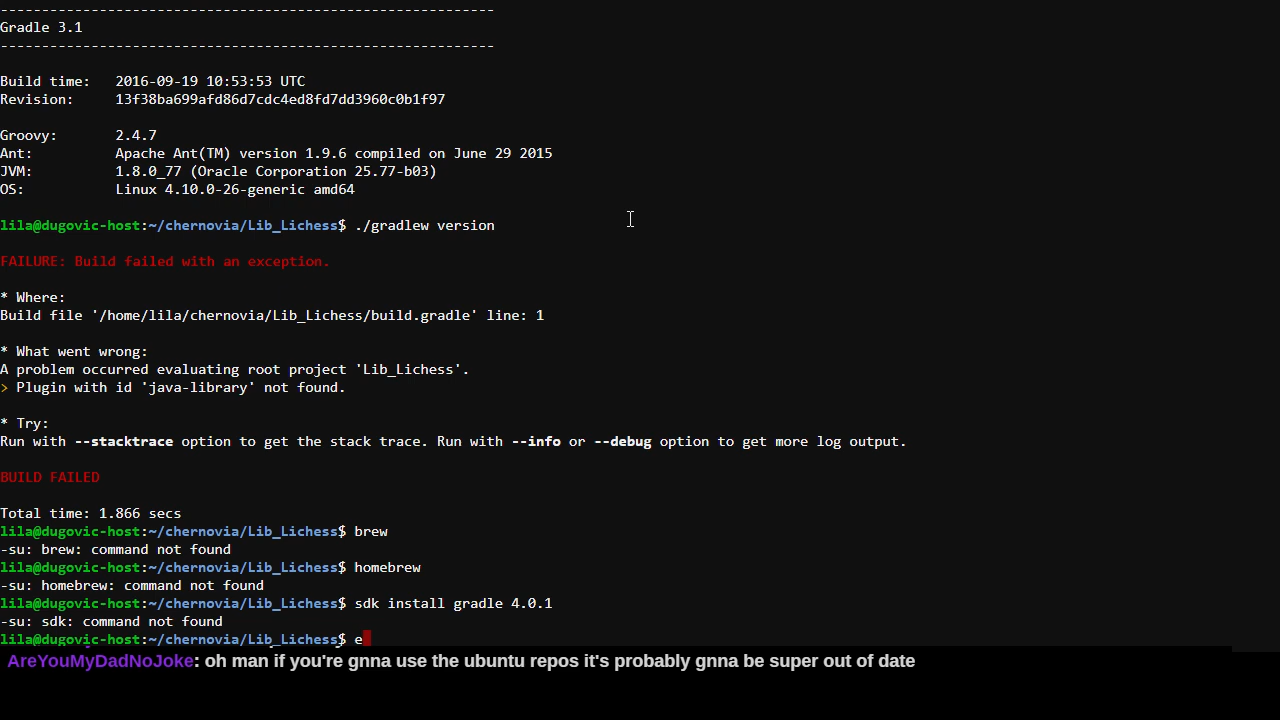 ------------------------------------------------------------
Gradle 3.1
------------------------------------------------------------
Build time:   2016-09-19 10:53:53 UTC
Revision:     13f38ba699afd86d7cdc4ed8fd7dd3960c0b1f97
Groovy:       2.4.7
Ant:          Apache Ant(TM) version 1.9.6 compiled on June 29 2015
JVM:          1.8.0_77 (Oracle Corporation 25.77-b03)
OS:           Linux 4.10.0-26-generic amd64
lila@dugovic-host:~/chernovia/Lib_Lichess$ ./gradlew version
FAILURE: Build failed with an exception.
* Where:
Build file '/home/lila/chernovia/Lib_Lichess/build.gradle' line: 1
* What went wrong:
A problem occurred evaluating root project 'Lib_Lichess'.
> Plugin with id 'java-library' not found.
* Try:
Run with --stacktrace option to get the stack trace. Run with --info or --debug option to get more log output.
BUILD FAILED
Total time: 1.866 secs
lila@dugovic-host:~/chernovia/Lib_Lichess$ brew
-su: brew: command not found
lila@dugovic-host:~/chernovia/Lib_Lichess$ homebrew
-su: homebrew: command not found
lila@dugovic-host:~/chernovia/Lib_Lichess$ sdk install gradle 4.0.1
-su: sdk: command not found
lila@dugovic-host:~/chernovia/Lib_Lichess$ e
AreYouMyDadNoJoke: oh man if you're gnna use the ubuntu repos it's probably gnna be super out of date